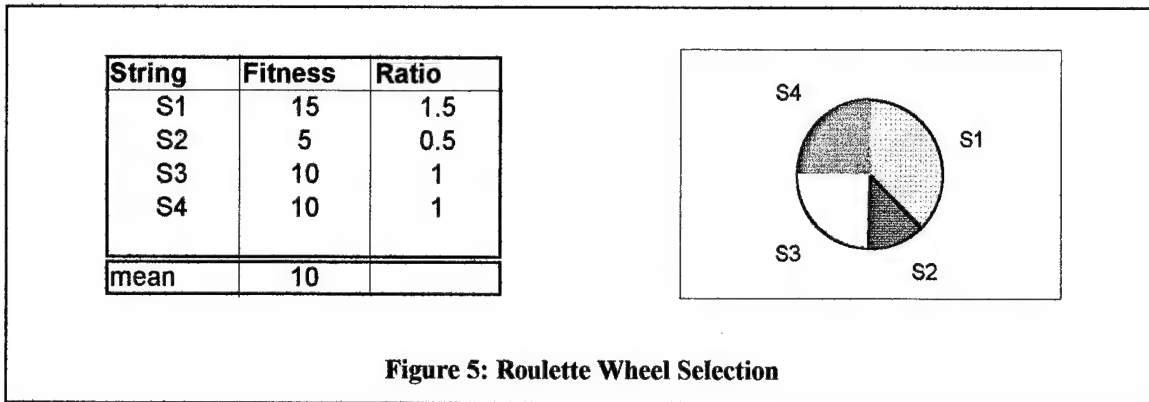 String Fitness Ratio
S1 15 1.5
S2 5 0.5
S3 10 1
S4 10 1
mean 10
S4
S1
S3
S2
Figure 5: Roulette Wheel Selection